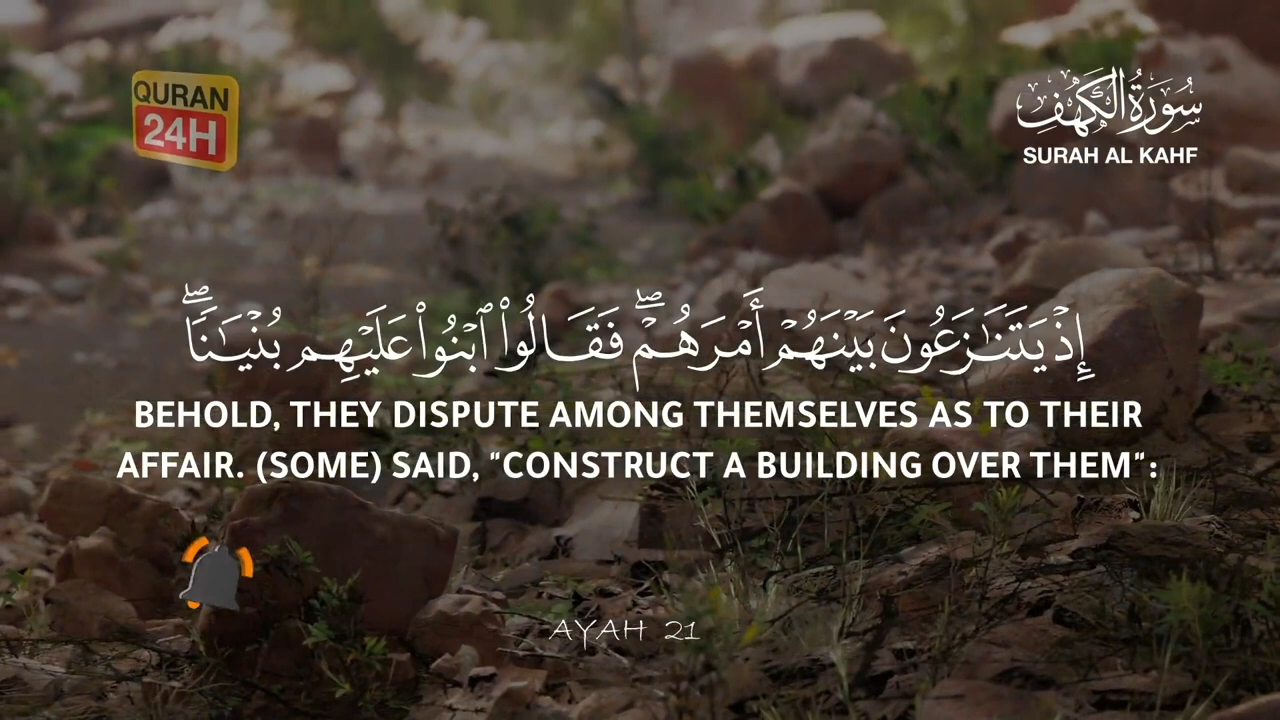 QURAN
24H
سُورَةُ الكَهْفِ
SURAH AL KAHF
إِذْ يَتَنَـٰزَعُونَ بَيْنَهُمْ أَمْرَهُمْ ۖ فَقَالُوا۟ ٱبْنُوا۟ عَلَيْهِم بُنْيَـٰنًا ۖ
BEHOLD, THEY DISPUTE AMONG THEMSELVES AS TO THEIR
AFFAIR. (SOME) SAID, "CONSTRUCT A BUILDING OVER THEM":
AYAH 21